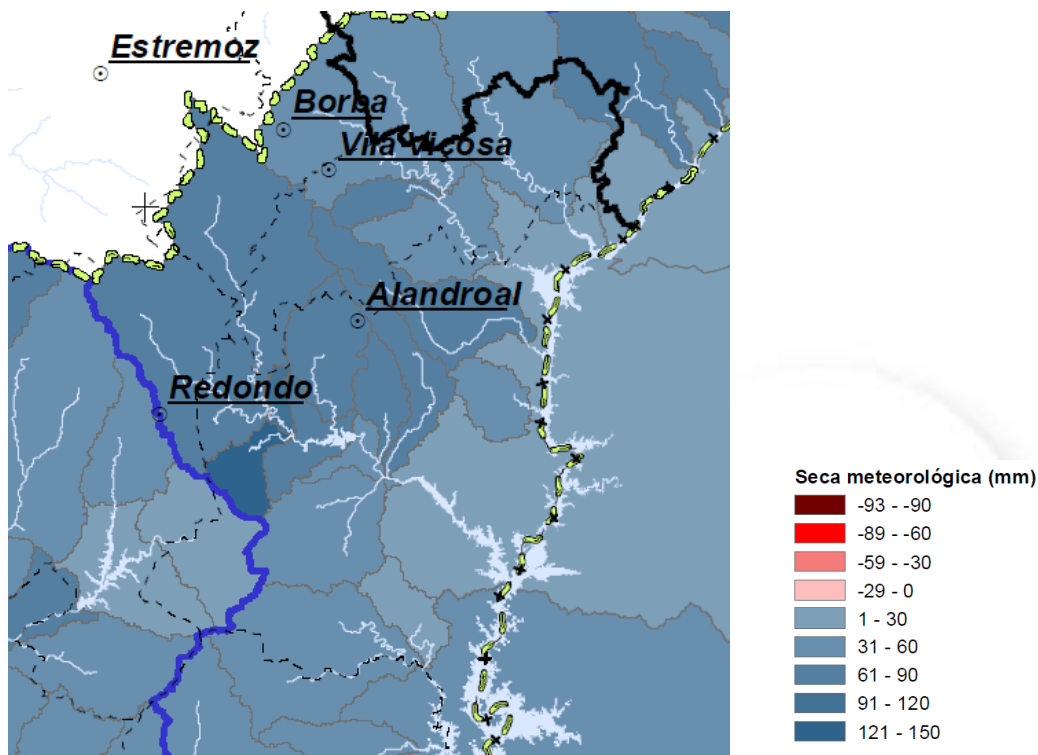 Estremoz
Borba
Vila Viçosa
Alandroal
Redondo
Seca meteorológica (mm)
-93 - -90
-89 - -60
-59 - -30
-29 - 0
1 - 30
31 - 60
61 - 90
91 - 120
121 - 150